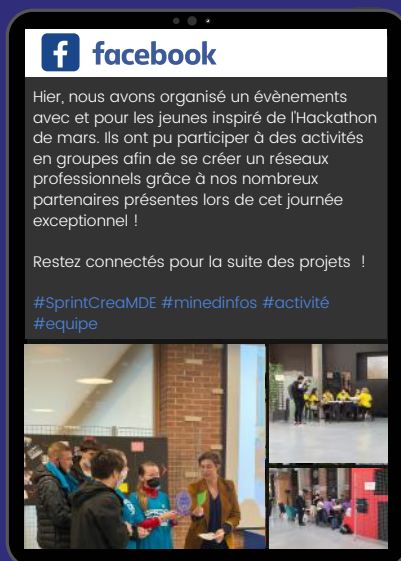 facebook
Hier, nous avons organisé un évènements
avec et pour les jeunes inspiré de l'Hackathon
de mars. Ils ont pu participer à des activités
en groupes afin de se créer un réseaux
professionnels grâce à nos nombreux
partenaires présentes lors de cet journée
exceptionnel !
Restez connectés pour la suite des projets !
#SprintCreaMDE #minedinfos #activité
#equipe